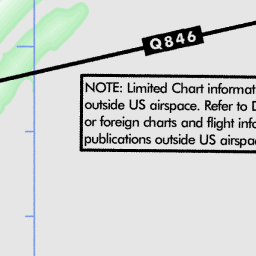 Q846
NOTE: Limited Chart informat
outside US airspace. Refer to D
or foreign charts and flight info
publications outside US airspa